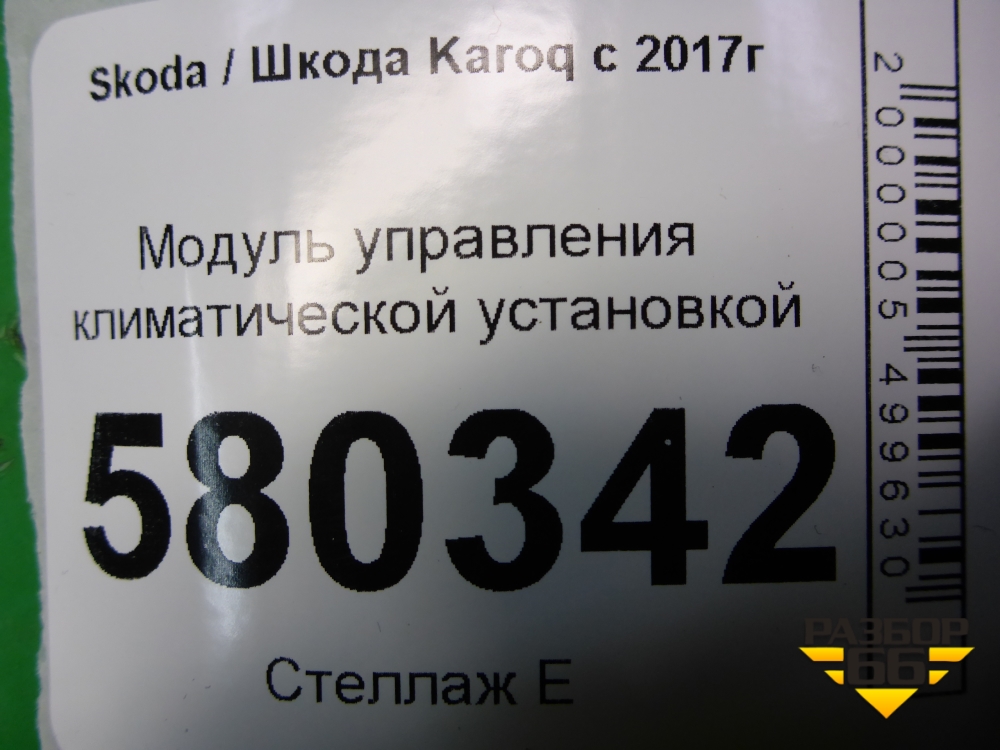 Skoda / Шкода Karoq с 2017г
Модуль управления
климатической установкой
580342
Стеллаж Е
2000005499630
РАЗБОР
66